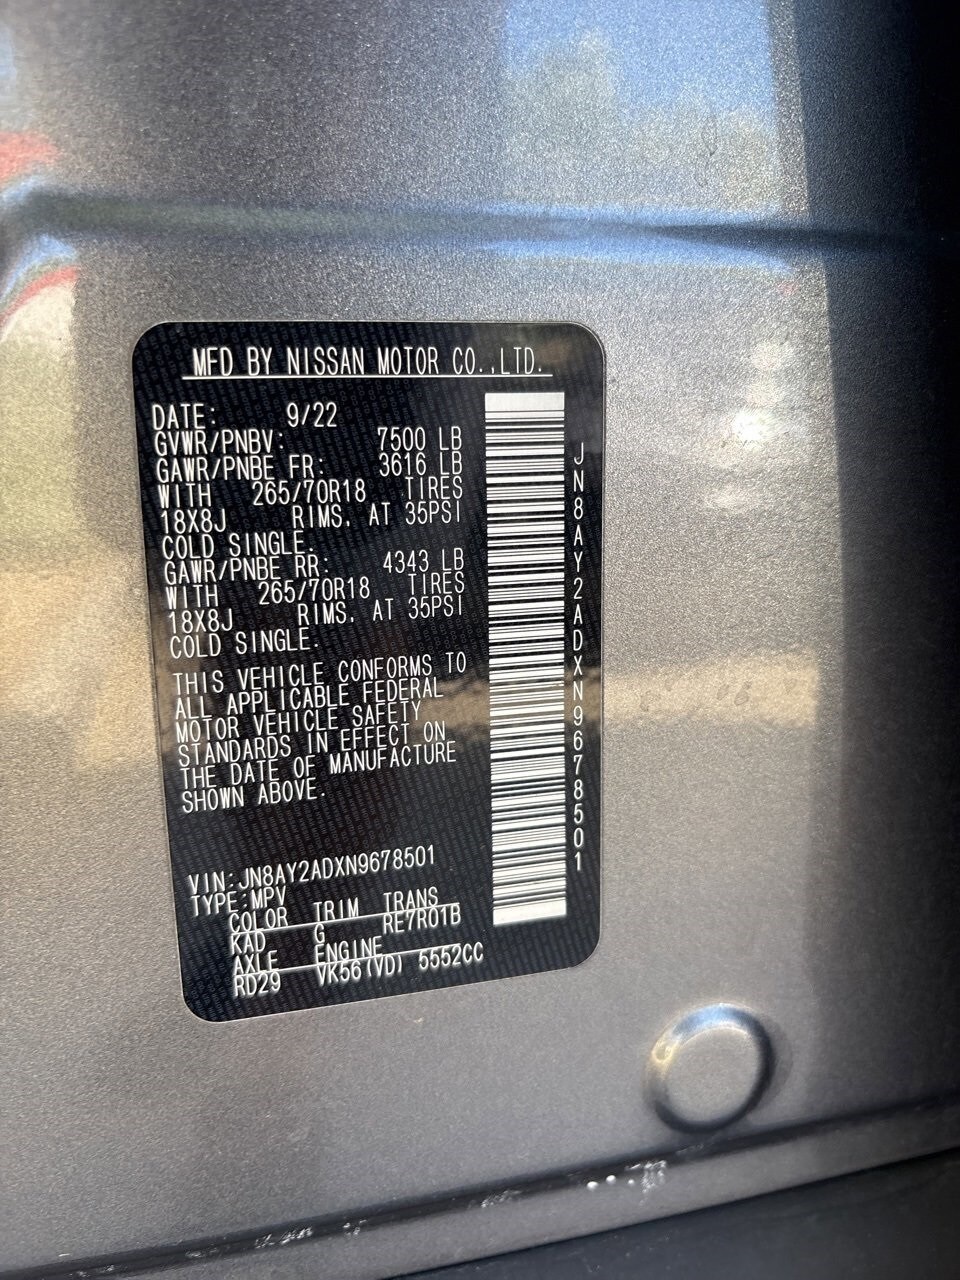 MFD BY NISSAN MOTOR CO.,LTD.
DATE: 9/22
GVWR/PNBV: 7500 LB
GAWR/PNBE FR: 3616 LB
WITH 265/70R18 TIRES
18X8J RIMS. AT 35PSI
COLD SINGLE.
GAWR/PNBE RR: 4343 LB
WITH 265/70R18 TIRES
18X8J RIMS. AT 35PSI
COLD SINGLE.
THIS VEHICLE CONFORMS TO
ALL APPLICABLE FEDERAL
MOTOR VEHICLE SAFETY
STANDARDS IN EFFECT ON
THE DATE OF MANUFACTURE
SHOWN ABOVE.
VIN:JN8AY2ADXN9678501
TYPE:MPV
COLOR TRIM TRANS
KAD G RE7R01B
AXLE ENGINE
RD29 VK56(VD) 5552CC
JN8AY2ADXN9678501